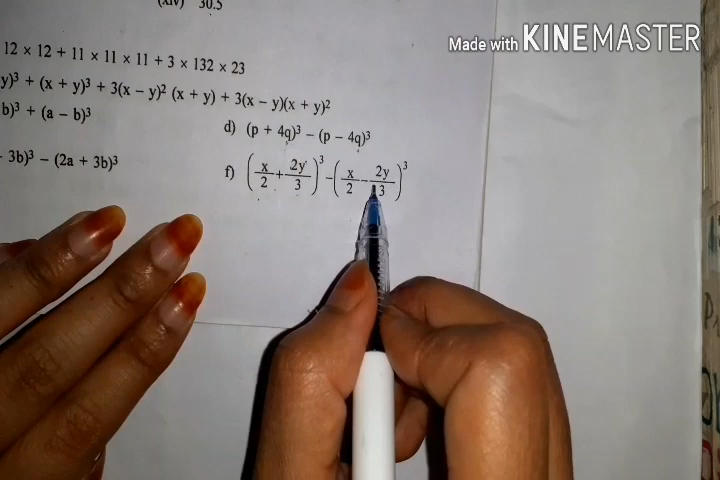 (xiv) 30.5
Made with KINEMASTER
12 × 12 + 11 × 11 × 11 + 3 × 132 × 23
y)³ + (x + y)³ + 3(x – y)² (x + y) + 3(x – y)(x + y)²
b)³ + (a – b)³
d) (p + 4q)³ – (p – 4q)³
3b)³ – (2a + 3b)³
f) (x/2 + 2y/3)³ – (x/2 – 2y/3)³